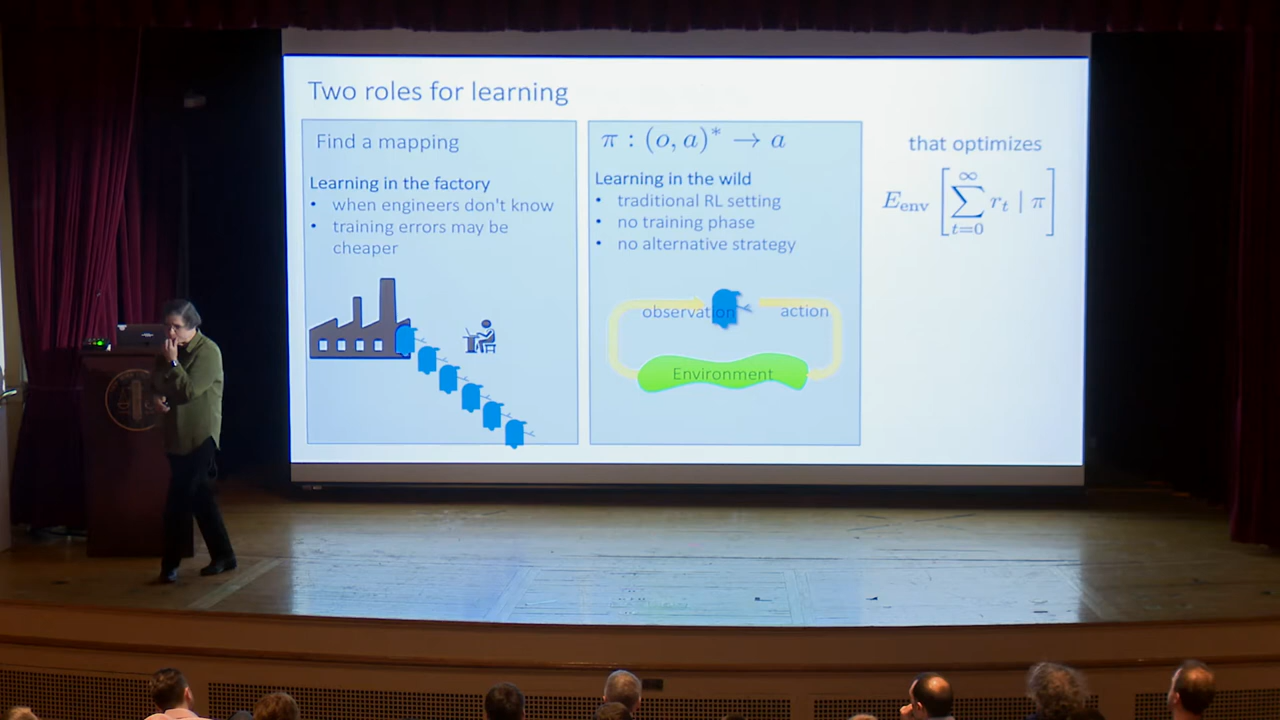 Two roles for learning
Find a mapping
Learning in the factory
• when engineers don't know
• training errors may be
cheaper
π : (o, a)* → a
Learning in the wild
• traditional RL setting
• no training phase
• no alternative strategy
observation
action
Environment
that optimizes
E_env [ ∑_{t=0}^{∞} r_t | π ]